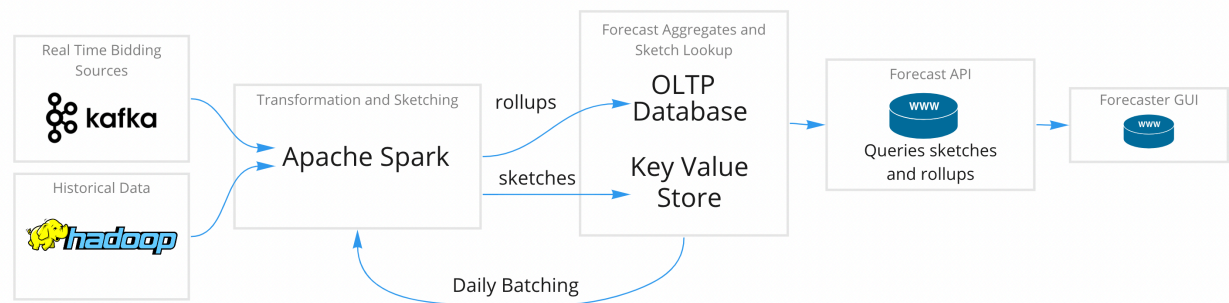 Real Time Bidding
Sources
kafka
Historical Data
hadoop
Transformation and Sketching
Apache Spark
rollups
sketches
Daily Batching
Forecast Aggregates and
Sketch Lookup
OLTP
Database
Key Value
Store
Forecast API
WWW
Queries sketches
and rollups
Forecaster GUI
WWW